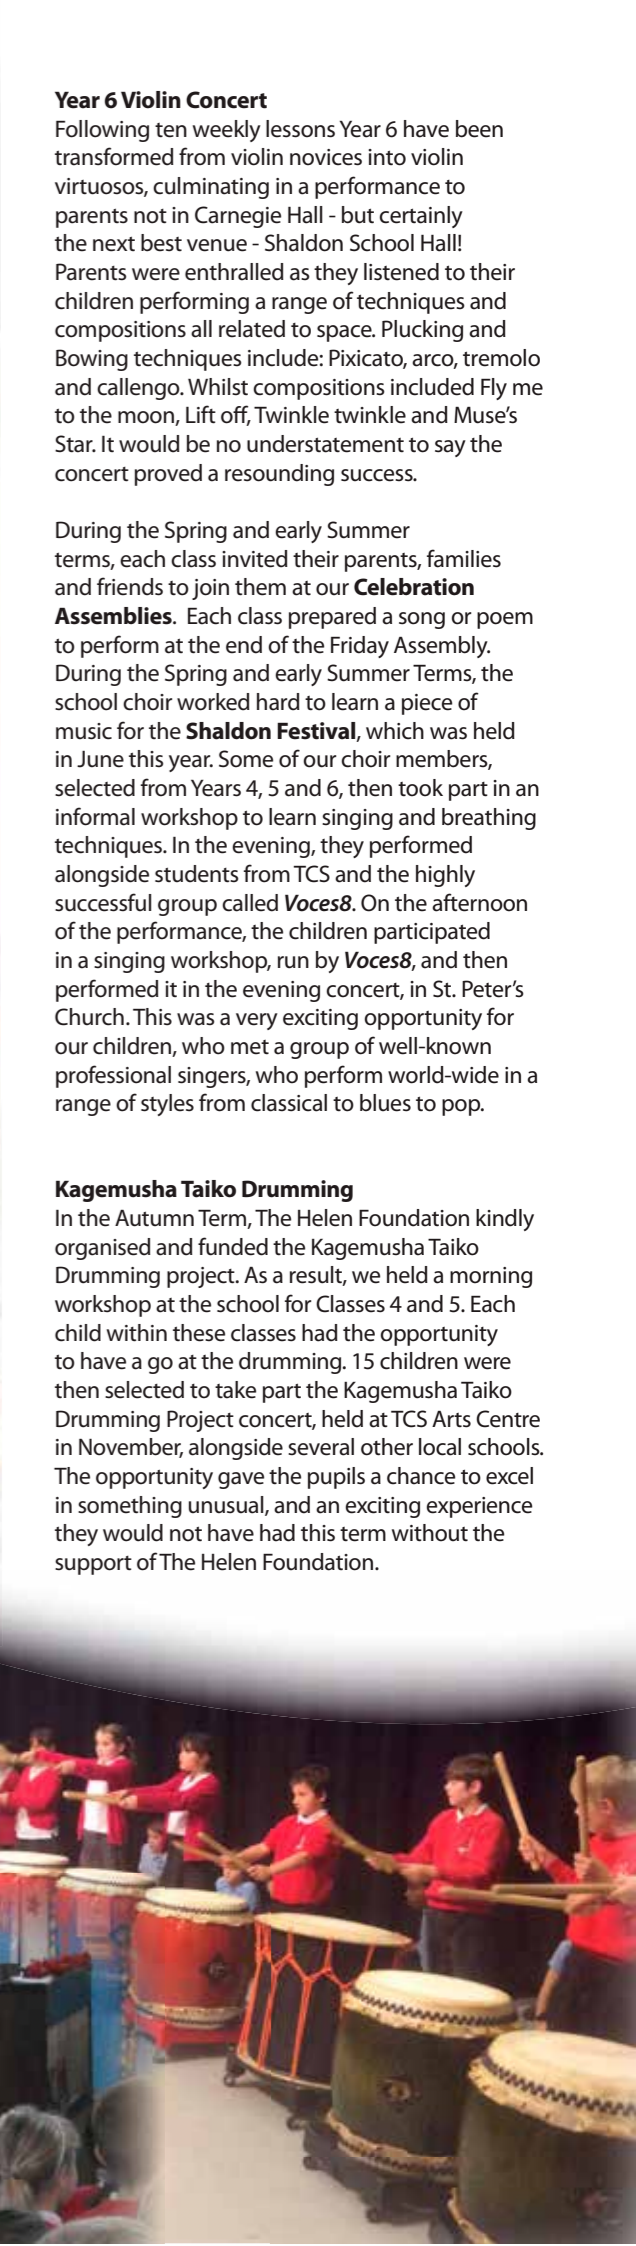 Year 6 Violin Concert
Following ten weekly lessons Year 6 have been
transformed from violin novices into violin
virtuosos, culminating in a performance to
parents not in Carnegie Hall - but certainly
the next best venue - Shaldon School Hall!
Parents were enthralled as they listened to their
children performing a range of techniques and
compositions all related to space. Plucking and
Bowing techniques include: Pixicato, arco, tremolo
and callengo. Whilst compositions included Fly me
to the moon, Lift off, Twinkle twinkle and Muse's
Star. It would be no understatement to say the
concert proved a resounding success.
During the Spring and early Summer
terms, each class invited their parents, families
and friends to join them at our Celebration
Assemblies. Each class prepared a song or poem
to perform at the end of the Friday Assembly.
During the Spring and early Summer Terms, the
school choir worked hard to learn a piece of
music for the Shaldon Festival, which was held
in June this year. Some of our choir members,
selected from Years 4, 5 and 6, then took part in an
informal workshop to learn singing and breathing
techniques. In the evening, they performed
alongside students from TCS and the highly
successful group called Voces8. On the afternoon
of the performance, the children participated
in a singing workshop, run by Voces8, and then
performed it in the evening concert, in St. Peter's
Church. This was a very exciting opportunity for
our children, who met a group of well-known
professional singers, who perform world-wide in a
range of styles from classical to blues to pop.
Kagemusha Taiko Drumming
In the Autumn Term, The Helen Foundation kindly
organised and funded the Kagemusha Taiko
Drumming project. As a result, we held a morning
workshop at the school for Classes 4 and 5. Each
child within these classes had the opportunity
to have a go at the drumming. 15 children were
then selected to take part the Kagemusha Taiko
Drumming Project concert, held at TCS Arts Centre
in November, alongside several other local schools.
The opportunity gave the pupils a chance to excel
in something unusual, and an exciting experience
they would not have had this term without the
support of The Helen Foundation.